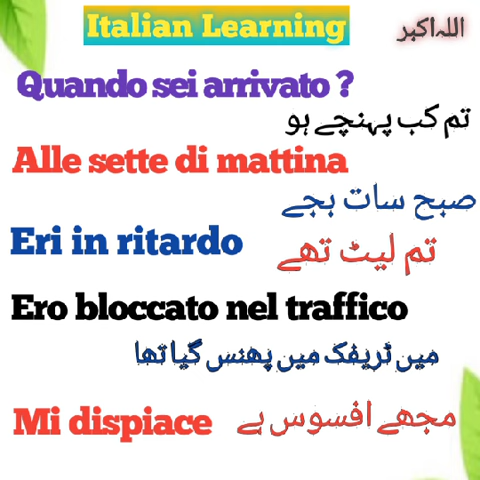 Italian Learning
اللہ اکبر
Quando sei arrivato ?
تم کب پہنچے ہو
Alle sette di mattina
صبح سات بجے
Eri in ritardo
تم لیٹ تھے
Ero bloccato nel traffico
میں ٹریفک میں پھنس گیا تھا
Mi dispiace
مجھے افسوس ہے